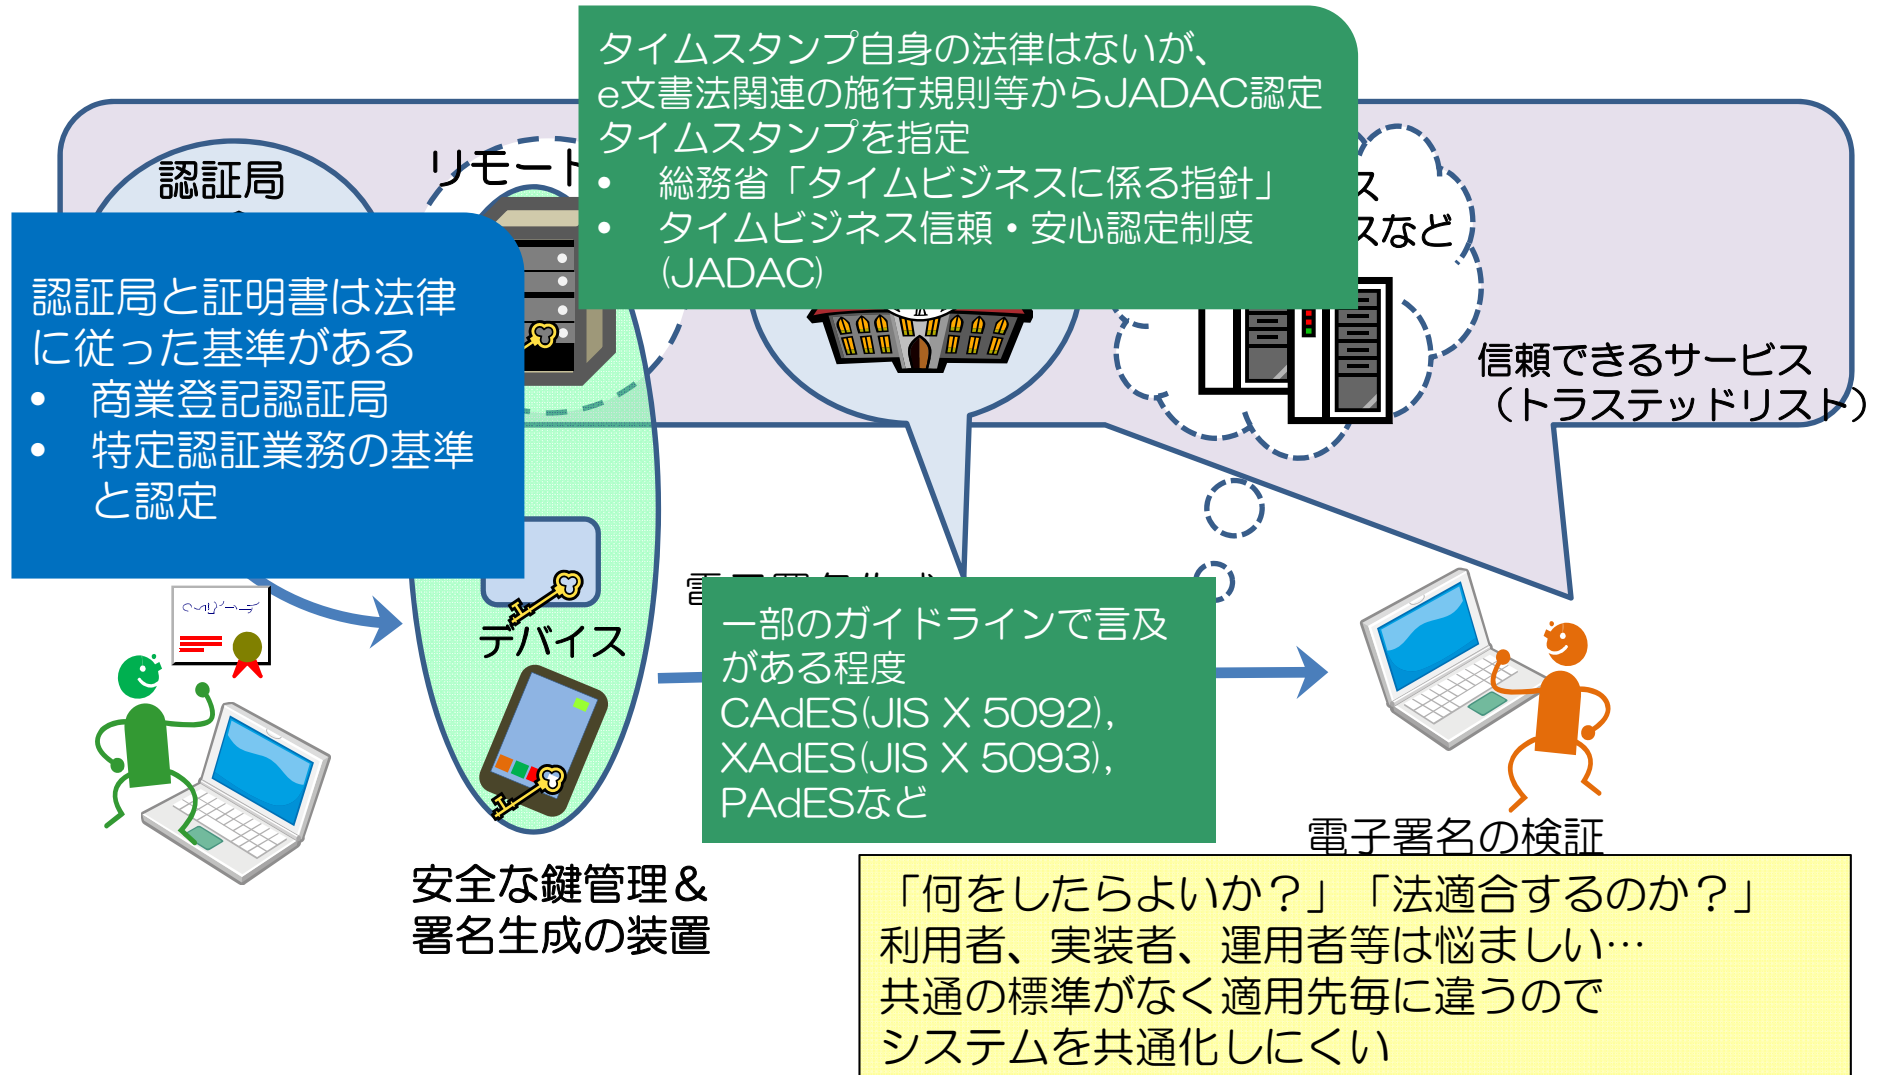 タイムスタンプ自身の法律はないが、
e文書法関連の施行規則等からJADAC認定
タイムスタンプを指定
• 総務省「タイムビジネスに係る指針」
• タイムビジネス信頼・安心認定制度
(JADAC)
認証局
リモート
ス
スなど
認証局と証明書は法律
に従った基準がある
• 商業登記認証局
• 特定認証業務の基準
と認定
信頼できるサービス
（トラステッドリスト）
デバイス
一部のガイドラインで言及
がある程度
CAdES(JIS X 5092),
XAdES(JIS X 5093),
PAdESなど
電子署名の検証
安全な鍵管理＆
署名生成の装置
「何をしたらよいか？」「法適合するのか？」
利用者、実装者、運用者等は悩ましい…
共通の標準がなく適用先毎に違うので
システムを共通化しにくい